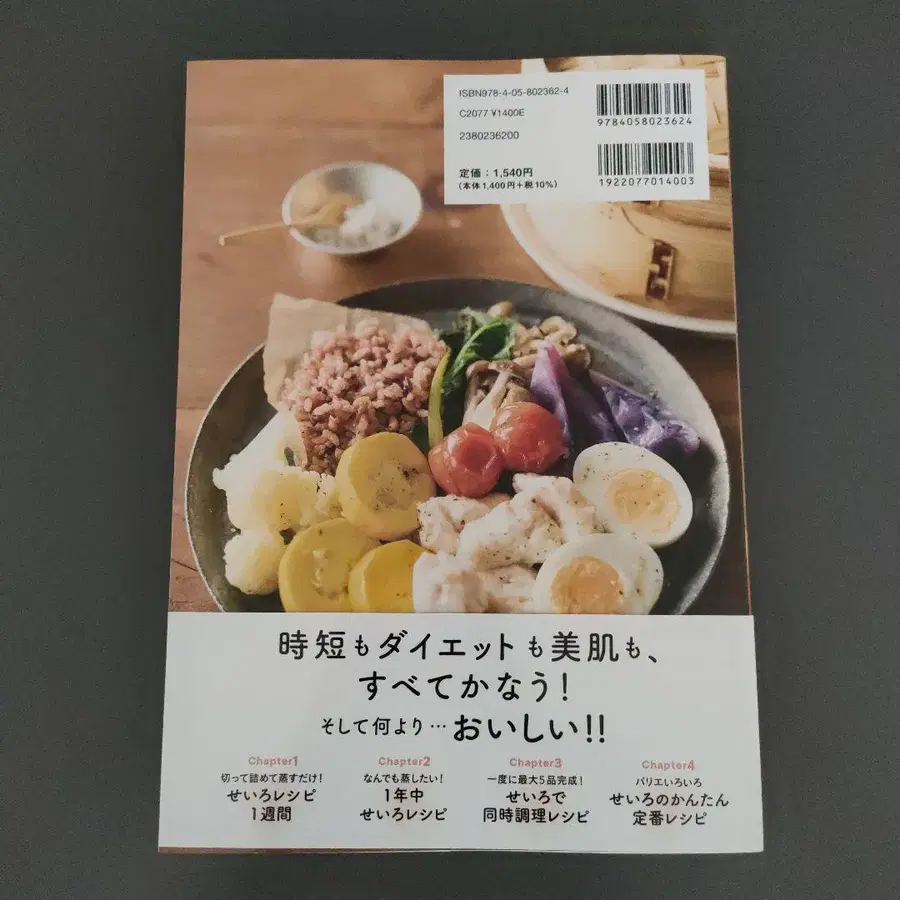 ISBN978-4-05-802362-4
C2077 ¥1400E
2380236200
定価：1,540円
（本体1,400円＋税10%）
9784058023624
1922077014003
時短もダイエットも美肌も、
すべてかなう！
そして何より…おいしい!!
Chapter1
切って詰めて蒸すだけ！
せいろレシピ
1週間
Chapter2
なんでも蒸したい！
1年中
せいろレシピ
Chapter3
一度に最大5品完成！
せいろで
同時調理レシピ
Chapter4
バリエいろいろ
せいろのかんたん
定番レシピ